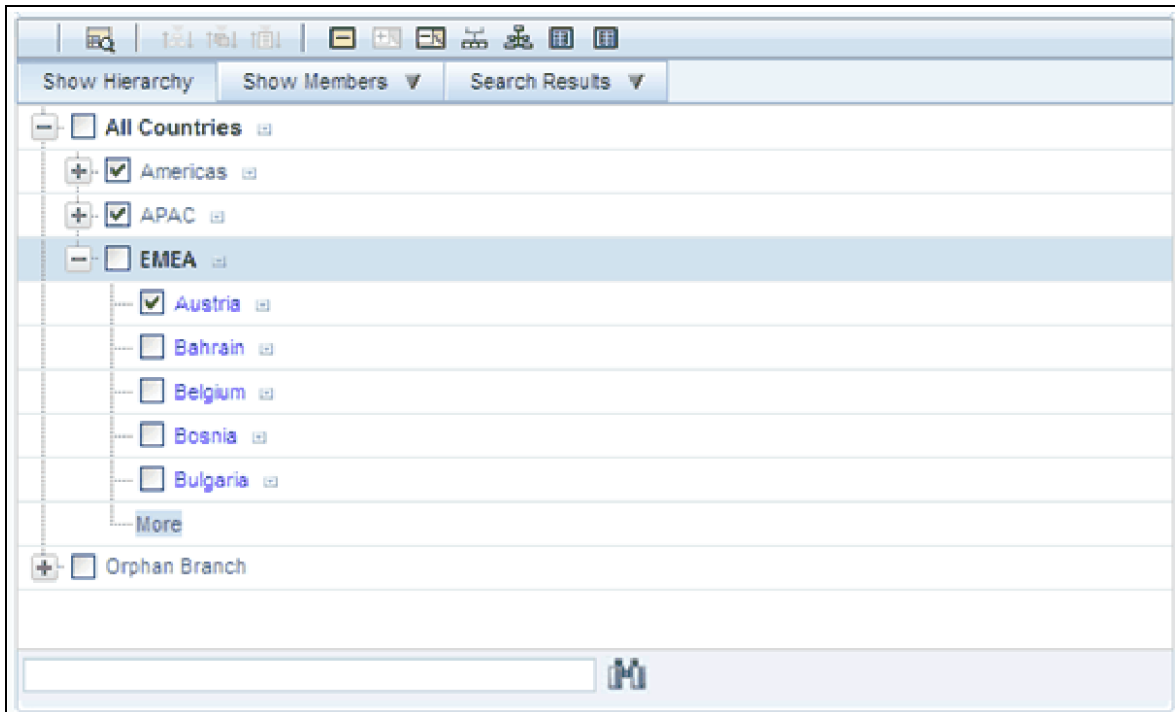 Show Hierarchy Show Members Search Results
All Countries
Americas
APAC
EMEA
Austria
Bahrain
Belgium
Bosnia
Bulgaria
More
Orphan Branch